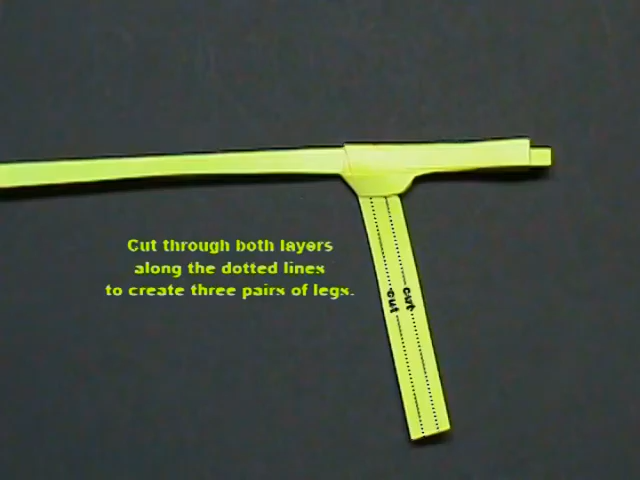 Cut through both layers
along the dotted lines
to create three pairs of legs.
cut
cut